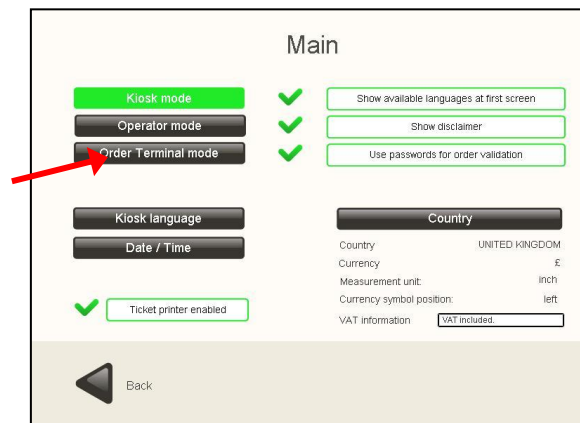 Main
Kiosk mode
Show available languages at first screen
Operator mode
Show disclaimer
Order Terminal mode
Use passwords for order validation
Kiosk language
Date / Time
Ticket printer enabled
Country
Country UNITED KINGDOM
Currency £
Measurement unit: inch
Currency symbol position: left
VAT information VAT included.
Back